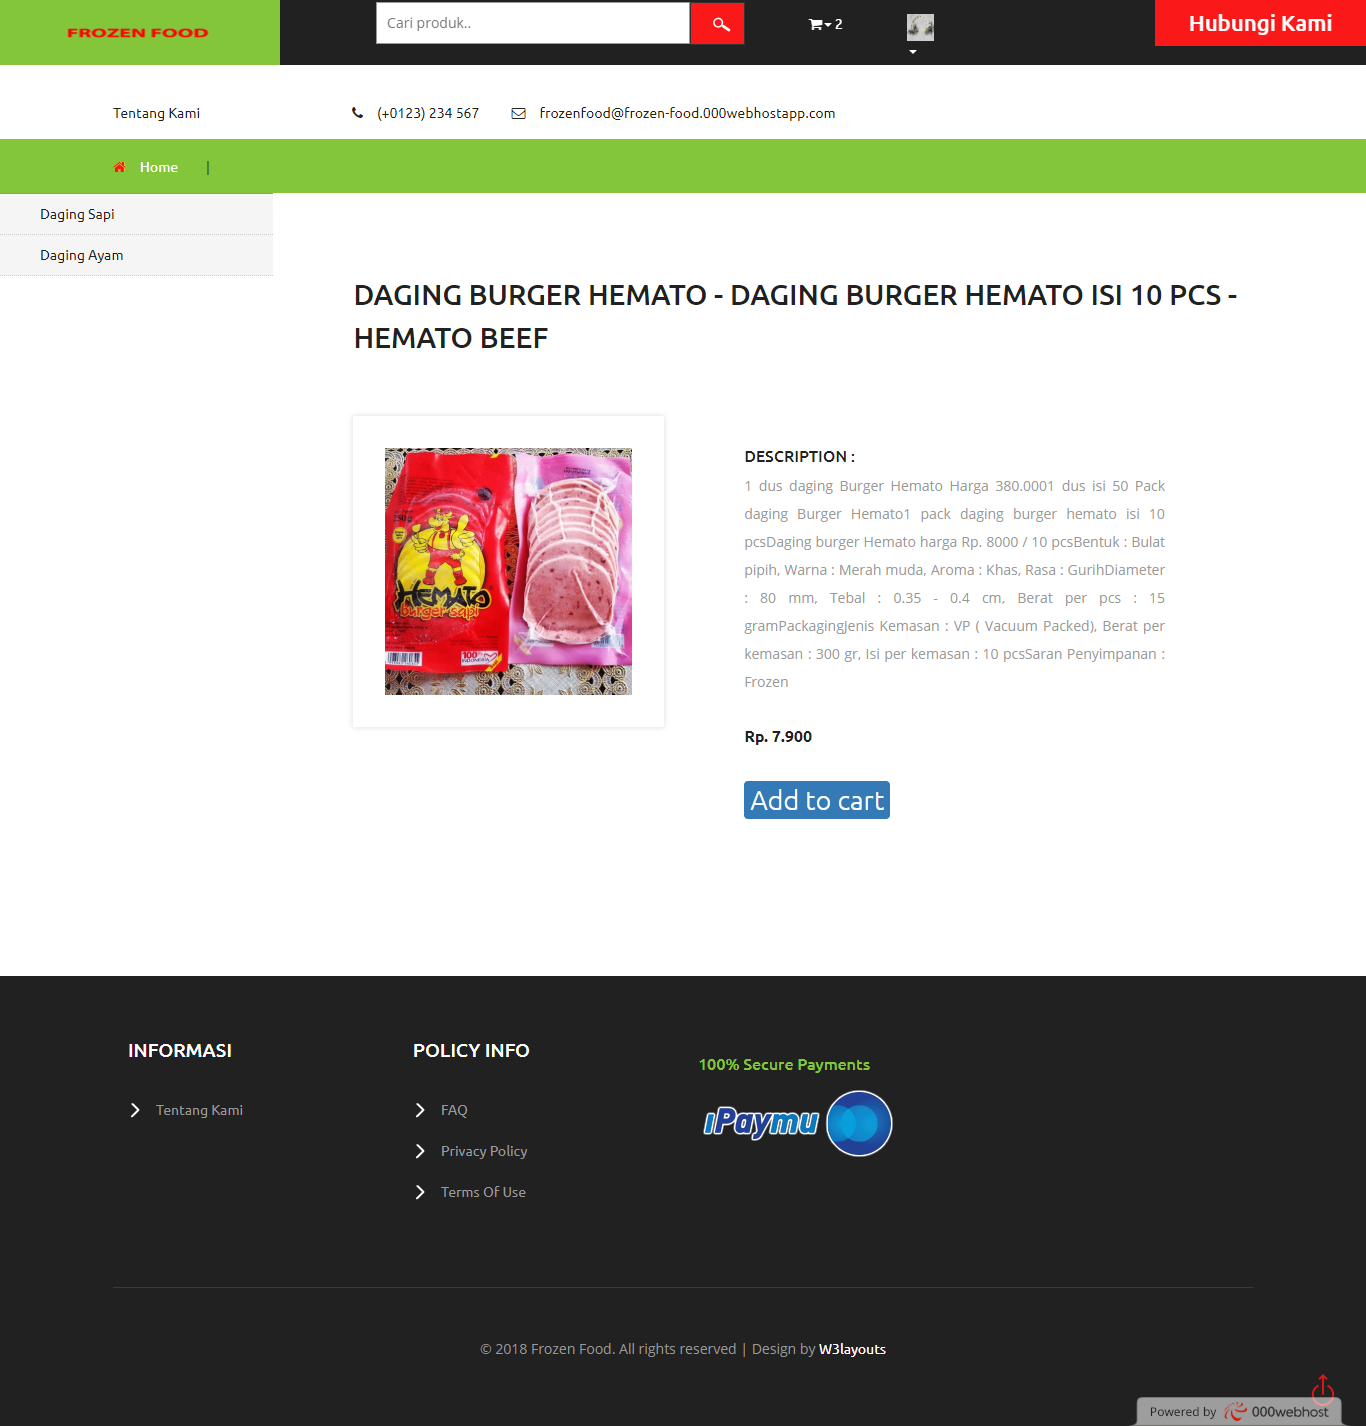 FROZEN FOOD
Cari produk..
2
Hubungi Kami
Tentang Kami
(+0123) 234 567
frozenfood@frozen-food.000webhostapp.com
Home |
Daging Sapi
Daging Ayam
DAGING BURGER HEMATO - DAGING BURGER HEMATO ISI 10 PCS -
HEMATO BEEF
250 g
HEMATO
burger sapi
100%
INDONESIA
DESCRIPTION :
1 dus daging Burger Hemato Harga 380.0001 dus isi 50 Pack
daging Burger Hemato1 pack daging burger hemato isi 10
pcsDaging burger Hemato harga Rp. 8000 / 10 pcsBentuk : Bulat
pipih, Warna : Merah muda, Aroma : Khas, Rasa : GurihDiameter
: 80 mm, Tebal : 0.35 - 0.4 cm, Berat per pcs : 15
gramPackagingJenis Kemasan : VP ( Vacuum Packed), Berat per
kemasan : 300 gr, Isi per kemasan : 10 pcsSaran Penyimpanan :
Frozen
Rp. 7.900
Add to cart
INFORMASI
Tentang Kami
POLICY INFO
FAQ
Privacy Policy
Terms Of Use
100% Secure Payments
iPaymu
© 2018 Frozen Food. All rights reserved | Design by W3layouts
Powered by 000webhost